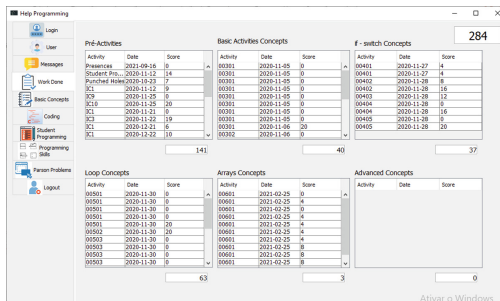 Help Programming
284
Login
User
Messages
Work Done
Basic Concepts
Coding
Student Programming
Programming Skills
Parson Problems
Logout
Pré-Activities
Activity Date Score
Presences 2021-09-16 0
Student Pro... 2020-11-12 14
Punched Holes 2020-10-23 7
IC1 2020-11-12 9
IC9 2020-11-25 0
IC10 2020-11-25 20
IC1 2020-11-21 0
IC3 2020-11-22 19
IC1 2020-12-21 6
IC1 2020-12-22 10
141
Basic Activities Concepts
Activity Date Score
00301 2020-11-05 0
00301 2020-11-05 0
00301 2020-11-05 0
00301 2020-11-05 0
00301 2020-11-05 0
00301 2020-11-05 0
00301 2020-11-05 0
00301 2020-11-05 0
00301 2020-11-06 20
00302 2020-11-06 0
40
if - switch Concepts
Activity Date Score
00401 2020-11-27 4
00401 2020-11-27 4
00402 2020-11-28 8
00402 2020-11-28 16
00403 2020-11-28 12
00404 2020-11-28 0
00404 2020-11-28 16
00405 2020-11-28 0
00405 2020-11-28 20
37
Loop Concepts
Activity Date Score
00501 2020-11-30 0
00501 2020-11-30 0
00501 2020-11-30 0
00501 2020-11-30 20
00502 2020-11-30 20
00503 2020-11-30 0
00503 2020-11-30 0
00503 2020-11-30 0
00503 2020-11-30 0
63
Arrays Concepts
Activity Date Score
00601 2021-02-25 0
00601 2021-02-25 4
00601 2021-02-25 0
00601 2021-02-25 4
00601 2021-02-25 4
00601 2021-02-25 4
00601 2021-02-25 8
00601 2021-02-25 8
00601 2021-02-25 8
3
Advanced Concepts
Activity Date Score
0
Ativar o Windows